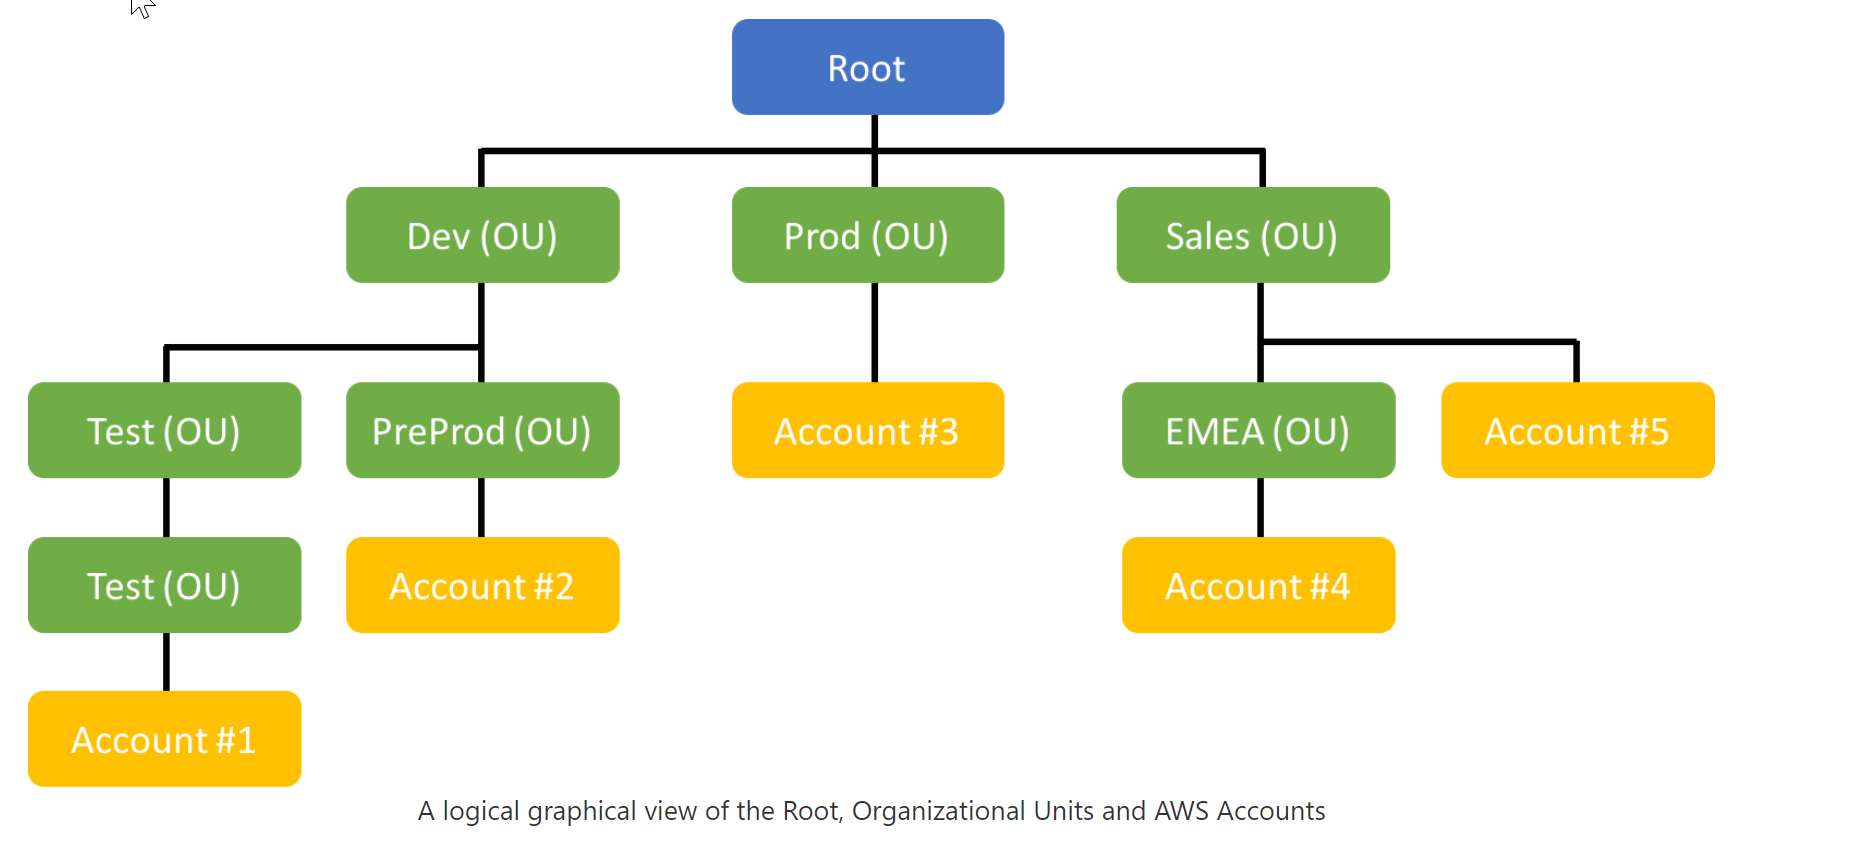 Root
Dev (OU)
Prod (OU)
Sales (OU)
Test (OU)
PreProd (OU)
Account #3
EMEA (OU)
Account #5
Test (OU)
Account #2
Account #4
Account #1
A logical graphical view of the Root, Organizational Units and AWS Accounts